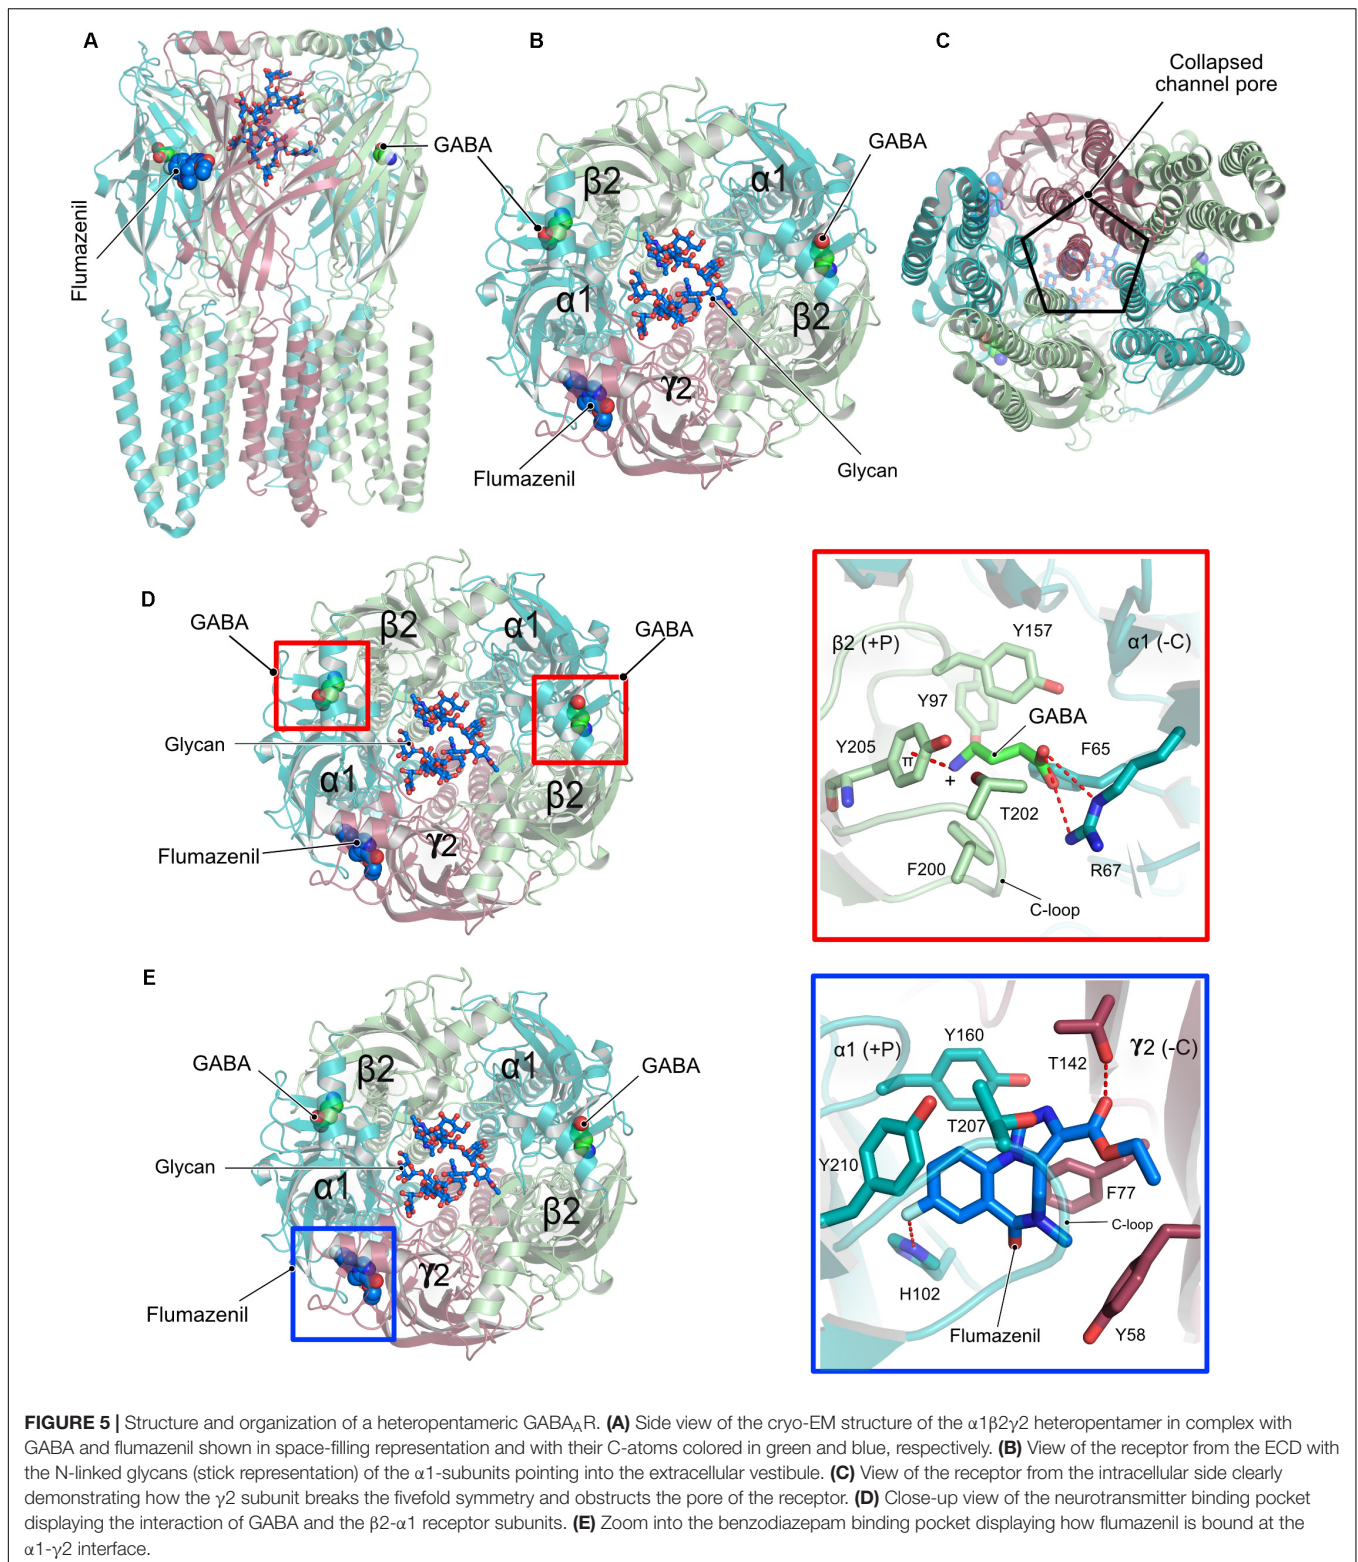 A
B
C
Collapsed
channel pore
GABA
GABA
β2
α1
α1
β2
γ2
Flumazenil
Flumazenil
Glycan
D
GABA
β2
α1
GABA
Glycan
α1
β2
Flumazenil
γ2
β2 (+P)
Y157
α1 (-C)
Y97
GABA
Y205
F65
π
+
T202
F200
R67
C-loop
E
GABA
β2
α1
GABA
Glycan
α1
β2
γ2
Flumazenil
α1 (+P)
Y160
T142
γ2 (-C)
T207
Y210
F77
C-loop
H102
Flumazenil
Y58
FIGURE 5 | Structure and organization of a heteropentameric GABA_AR. (A) Side view of the cryo-EM structure of the α1β2γ2 heteropentamer in complex with
GABA and flumazenil shown in space-filling representation and with their C-atoms colored in green and blue, respectively. (B) View of the receptor from the ECD with
the N-linked glycans (stick representation) of the α1-subunits pointing into the extracellular vestibule. (C) View of the receptor from the intracellular side clearly
demonstrating how the γ2 subunit breaks the fivefold symmetry and obstructs the pore of the receptor. (D) Close-up view of the neurotransmitter binding pocket
displaying the interaction of GABA and the β2-α1 receptor subunits. (E) Zoom into the benzodiazepam binding pocket displaying how flumazenil is bound at the
α1-γ2 interface.